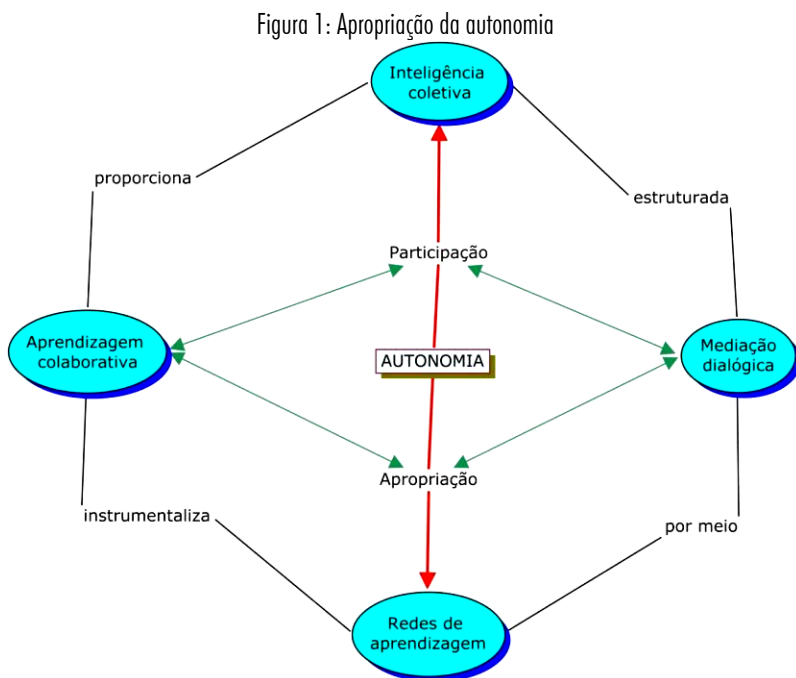 Figura 1: Apropriação da autonomia
Inteligência
coletiva
proporciona
estruturada
Participação
Aprendizagem
colaborativa
AUTONOMIA
Mediação
dialógica
Apropriação
instrumentaliza
por meio
Redes de
aprendizagem